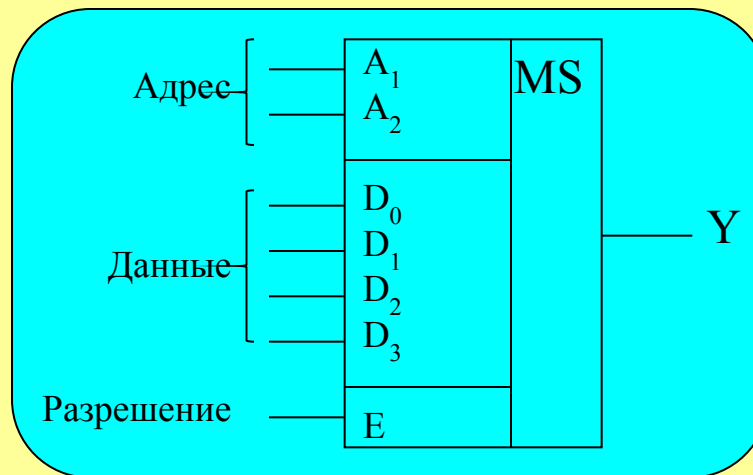 Адрес
A1
A2
MS
Данные
D0
D1
D2
D3
Y
Разрешение
E